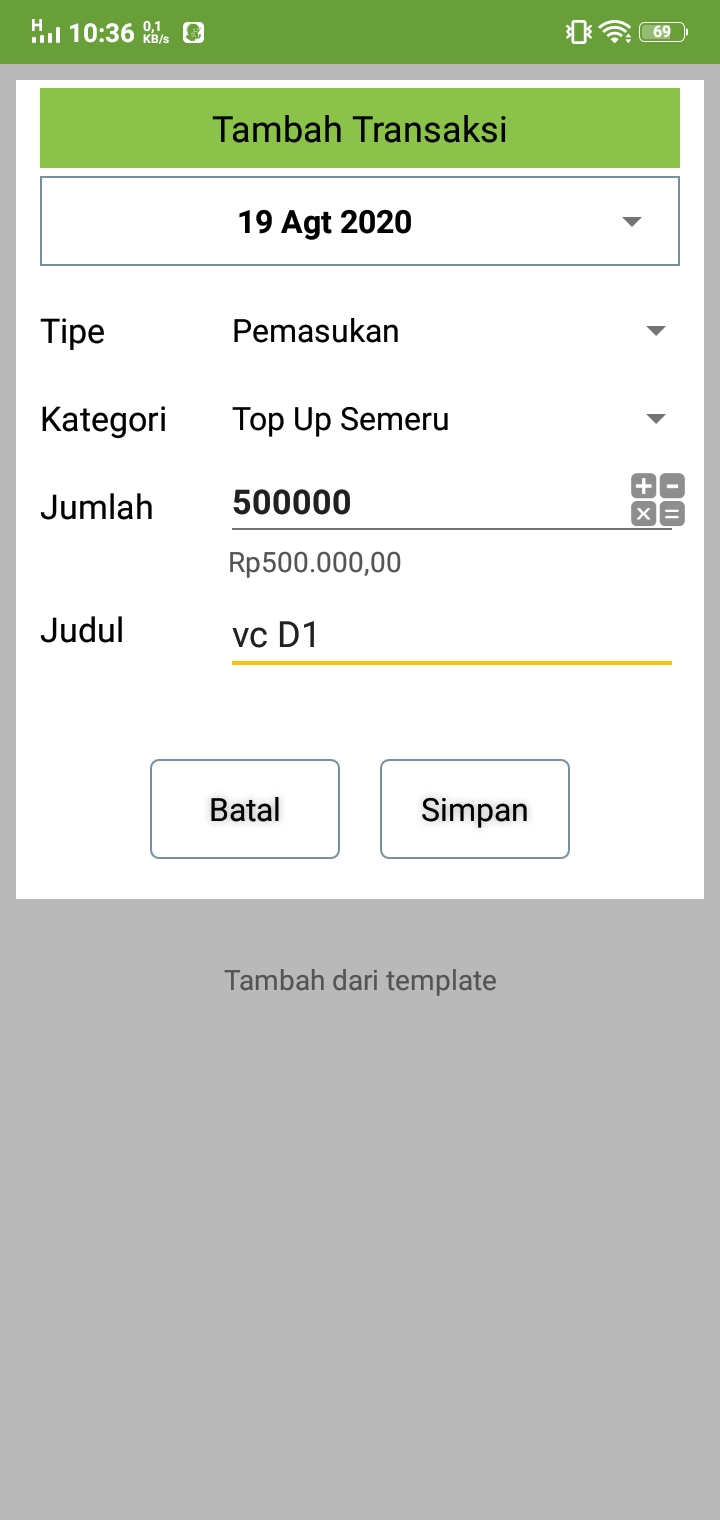 H 10:36 0,1 KB/s 69
Tambah Transaksi
19 Agt 2020
Tipe Pemasukan
Kategori Top Up Semeru
Jumlah 500000
Rp500.000,00
Judul vc D1
Batal Simpan
Tambah dari template